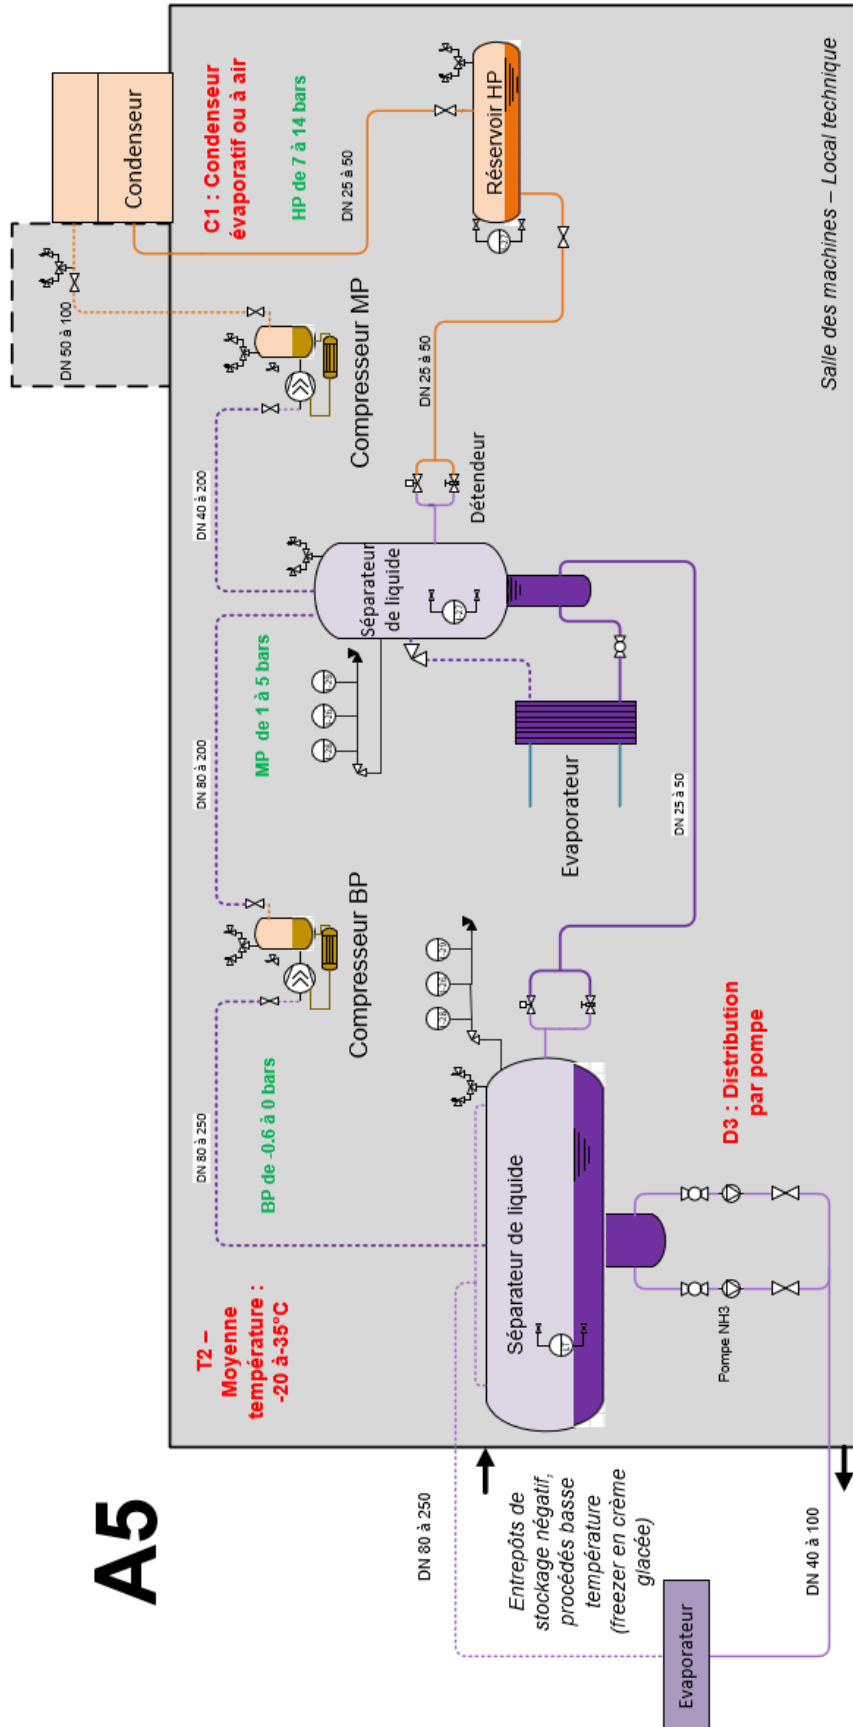 A5
T2 –
Moyenne
température :
-20 à-35°C
DN 80 à 250
BP de -0.6 à 0 bars
Compresseur BP
DN 80 à 200
MP  de 1 à 5 bars
DN 40 à 200
Compresseur MP
DN 50 à 100
Condenseur
C1 : Condenseur
évaporatif ou à air
HP de 7 à 14 bars
DN 25 à 50
Réservoir HP
DN 25 à 50
Détendeur
Séparateur
de liquide
Evaporateur
DN 25 à 50
Séparateur de liquide
LT
D3 : Distribution
par pompe
Pompe NH3
DN 80 à 250
Entrepôts de
stockage négatif,
procédés basse
température
(freezer en crème
glacée)
DN 40 à 100
Evaporateur
Salle des machines – Local technique